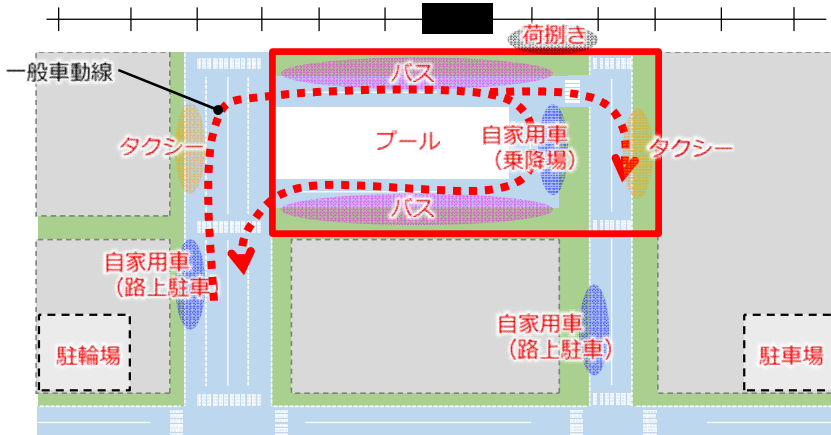 荷捌き
バス
一般車動線
タクシー
プール
自家用車
（乗降場）
タクシー
バス
自家用車
（路上駐車）
自家用車
（路上駐車）
駐輪場
駐車場